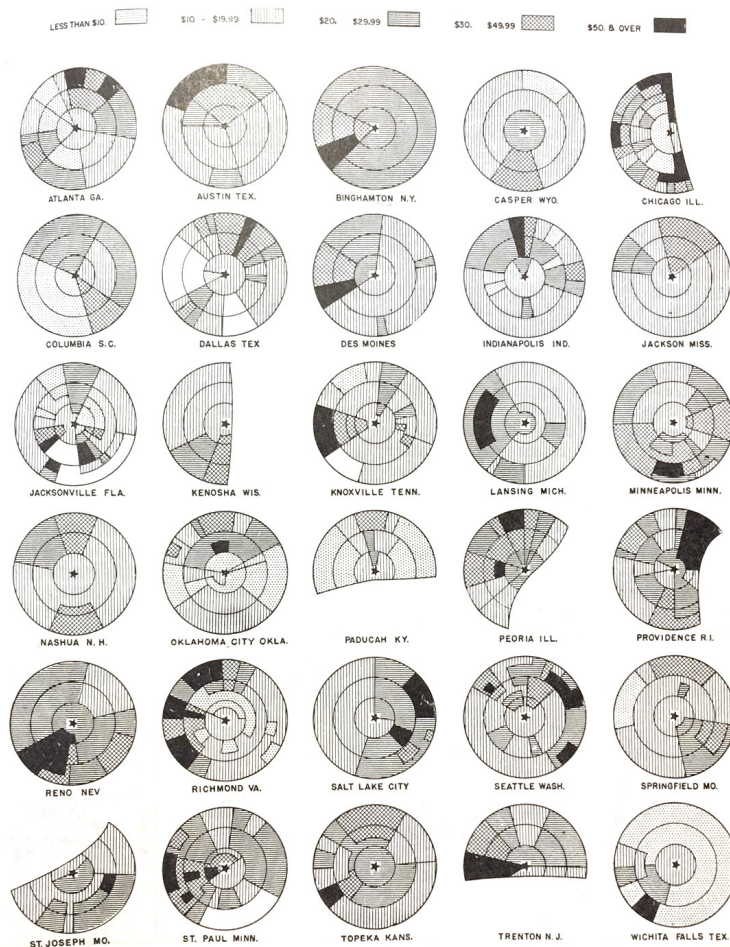 LESS THAN $10. $10. - $19.99 $20. $29.99 $30. $49.99 $50. & OVER
ATLANTA GA. AUSTIN TEX. BINGHAMTON N.Y. CASPER WYO. CHICAGO ILL.
COLUMBIA S.C. DALLAS TEX DES MOINES INDIANAPOLIS IND. JACKSON MISS.
JACKSONVILLE FLA. KENOSHA WIS. KNOXVILLE TENN. LANSING MICH. MINNEAPOLIS MINN.
NASHUA N.H. OKLAHOMA CITY OKLA. PADUCAH KY. PEORIA ILL. PROVIDENCE R.I.
RENO NEV RICHMOND VA. SALT LAKE CITY SEATTLE WASH. SPRINGFIELD MO.
ST. JOSEPH MO. ST. PAUL MINN. TOPEKA KANS. TRENTON N.J. WICHITA FALLS TEX.